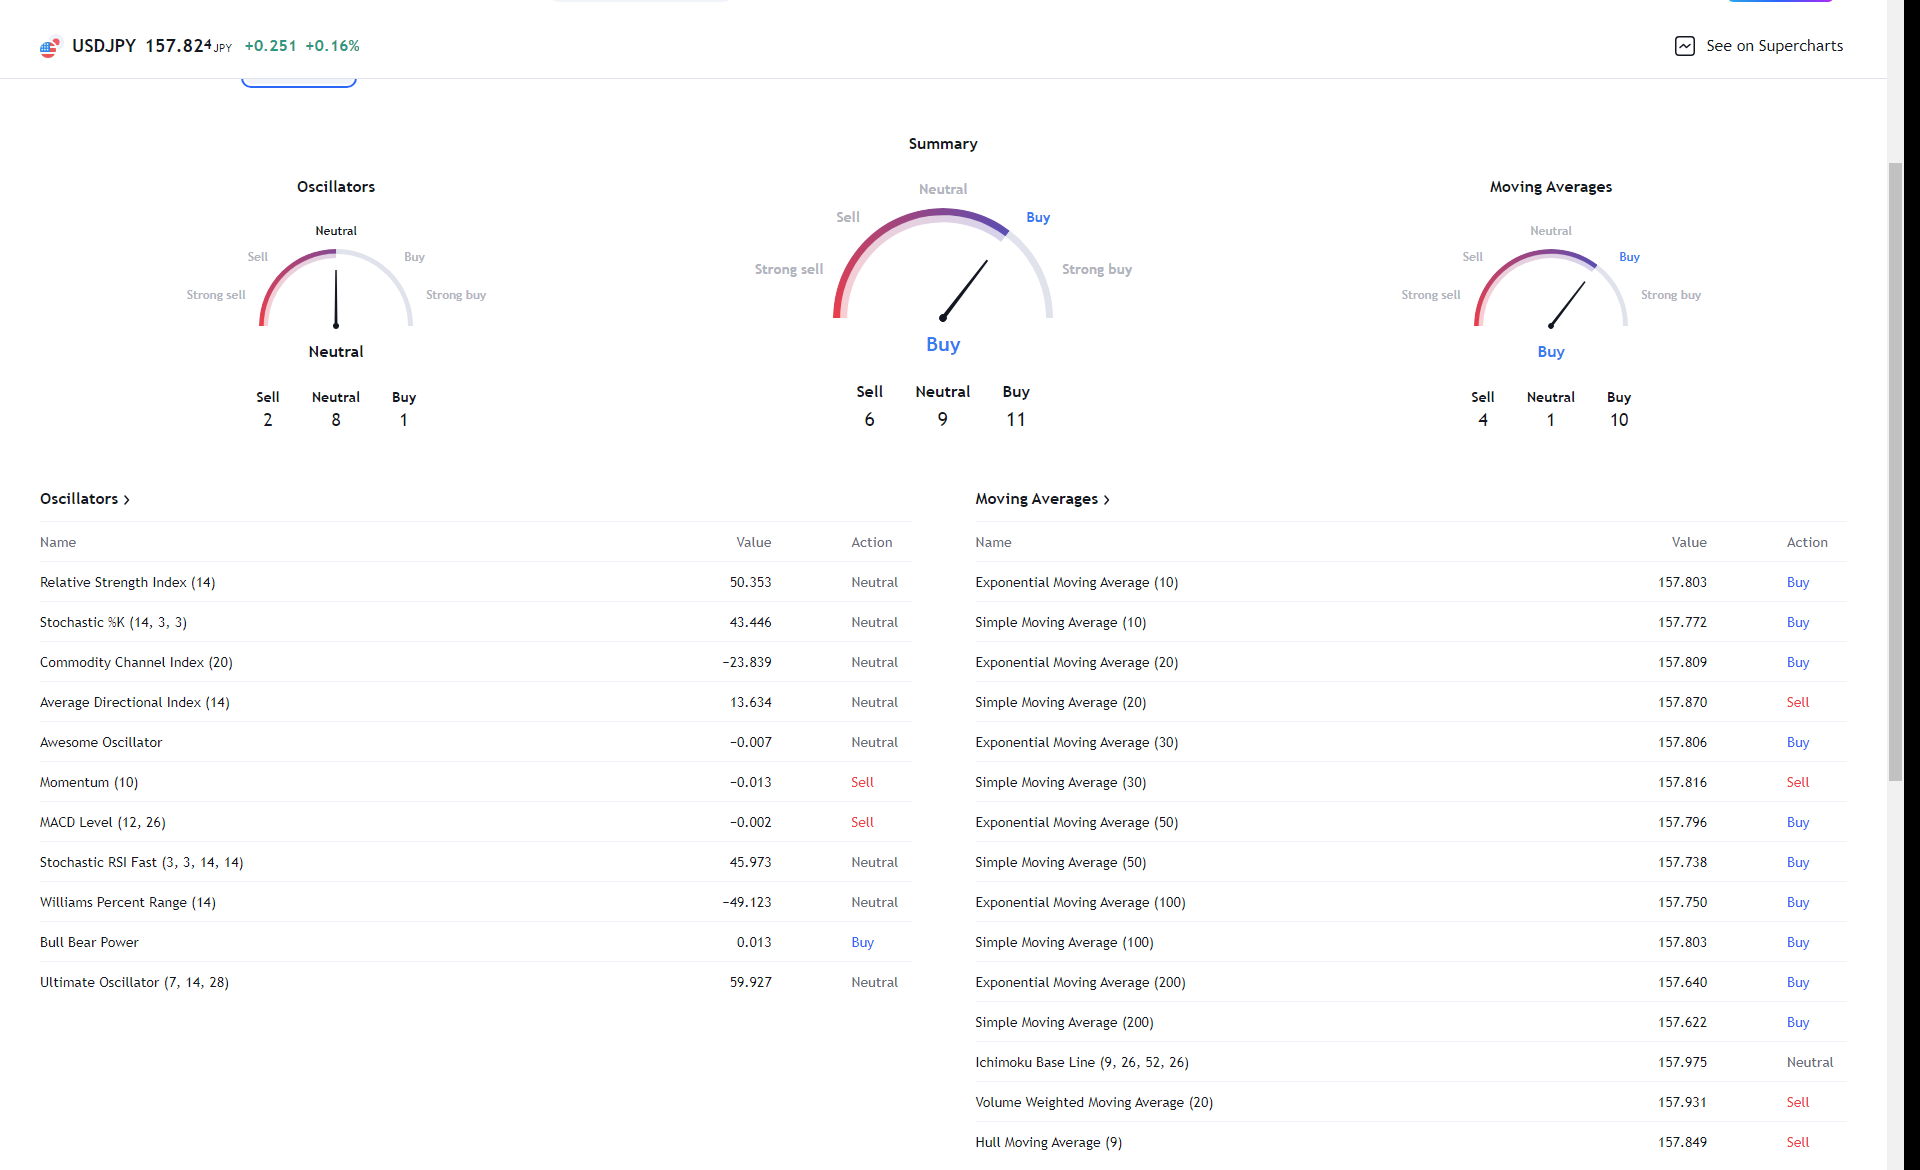 USDJPY 157.824 JPY +0.251 +0.16%
See on Supercharts
Summary
Neutral
Sell
Buy
Strong sell
Strong buy
Buy
Sell Neutral Buy
6 9 11
Oscillators
Neutral
Sell
Buy
Strong sell
Strong buy
Neutral
Sell Neutral Buy
2 8 1
Moving Averages
Neutral
Sell
Buy
Strong sell
Strong buy
Buy
Sell Neutral Buy
4 1 10
Oscillators
Name Value Action
Relative Strength Index (14) 50.353 Neutral
Stochastic %K (14, 3, 3) 43.446 Neutral
Commodity Channel Index (20) −23.839 Neutral
Average Directional Index (14) 13.634 Neutral
Awesome Oscillator −0.007 Neutral
Momentum (10) −0.013 Sell
MACD Level (12, 26) −0.002 Sell
Stochastic RSI Fast (3, 3, 14, 14) 45.973 Neutral
Williams Percent Range (14) −49.123 Neutral
Bull Bear Power 0.013 Buy
Ultimate Oscillator (7, 14, 28) 59.927 Neutral
Moving Averages
Name Value Action
Exponential Moving Average (10) 157.803 Buy
Simple Moving Average (10) 157.772 Buy
Exponential Moving Average (20) 157.809 Buy
Simple Moving Average (20) 157.870 Sell
Exponential Moving Average (30) 157.806 Buy
Simple Moving Average (30) 157.816 Sell
Exponential Moving Average (50) 157.796 Buy
Simple Moving Average (50) 157.738 Buy
Exponential Moving Average (100) 157.750 Buy
Simple Moving Average (100) 157.803 Buy
Exponential Moving Average (200) 157.640 Buy
Simple Moving Average (200) 157.622 Buy
Ichimoku Base Line (9, 26, 52, 26) 157.975 Neutral
Volume Weighted Moving Average (20) 157.931 Sell
Hull Moving Average (9) 157.849 Sell